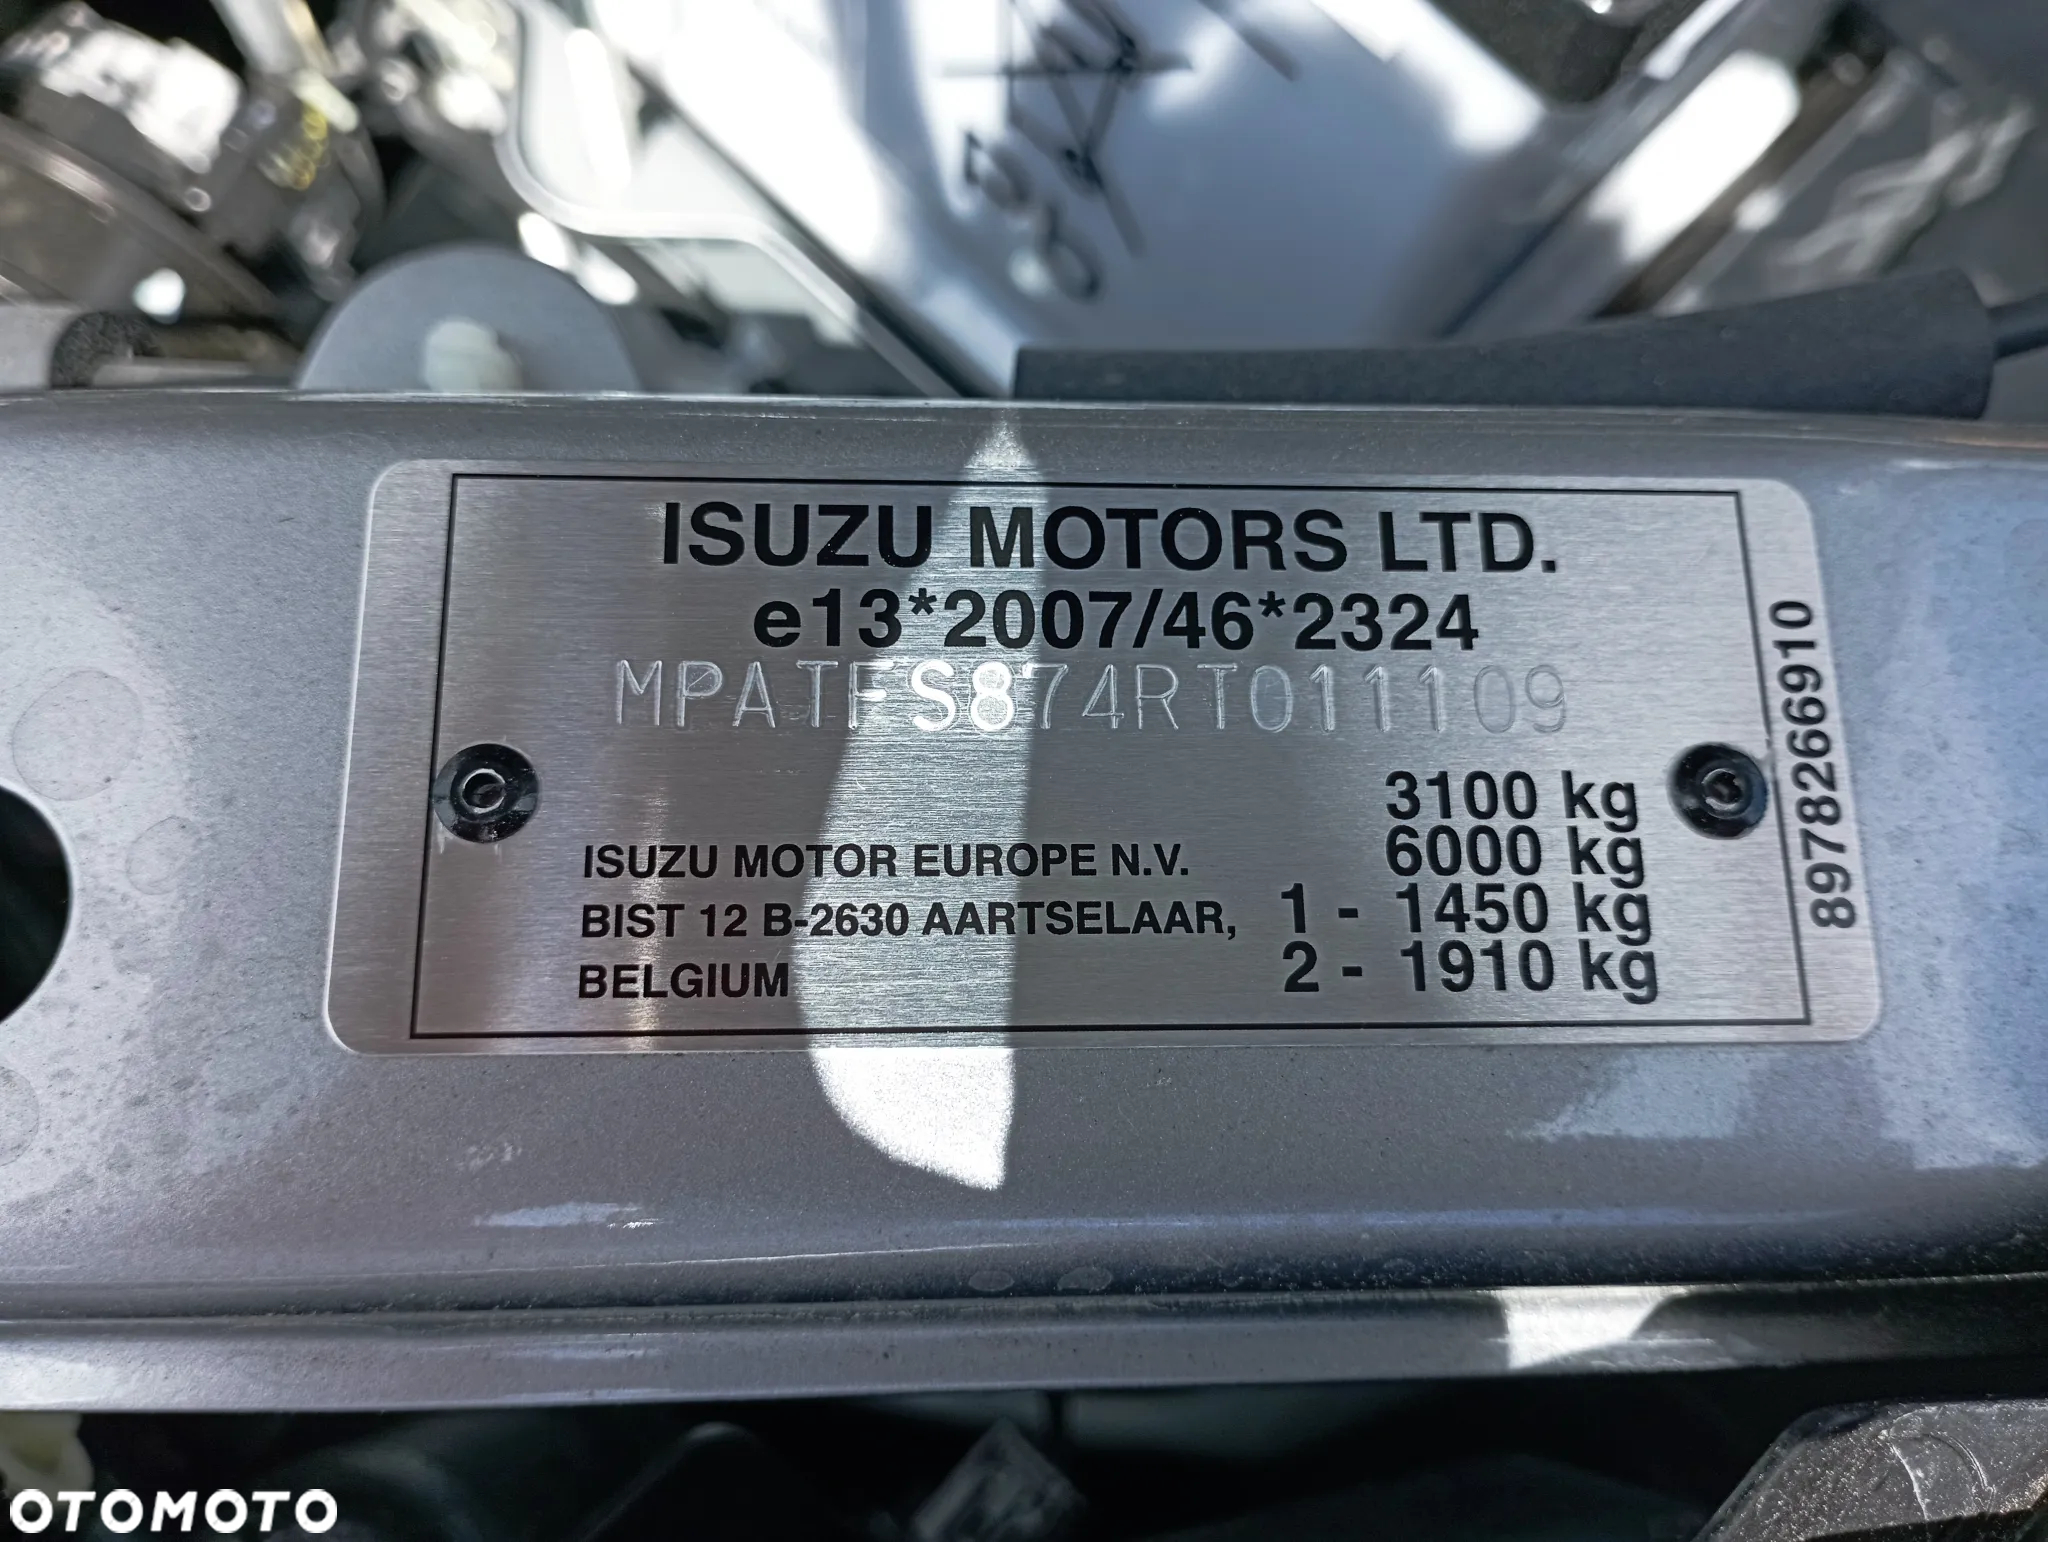 ISUZU MOTORS LTD.
e13*2007/46*2324
MPATFS874RT011109
3100 kg
6000 kg
ISUZU MOTOR EUROPE N.V.
BIST 12 B-2630 AARTSELAAR,
BELGIUM
1 - 1450 kg
2 - 1910 kg
8978266910
OTOMOTO